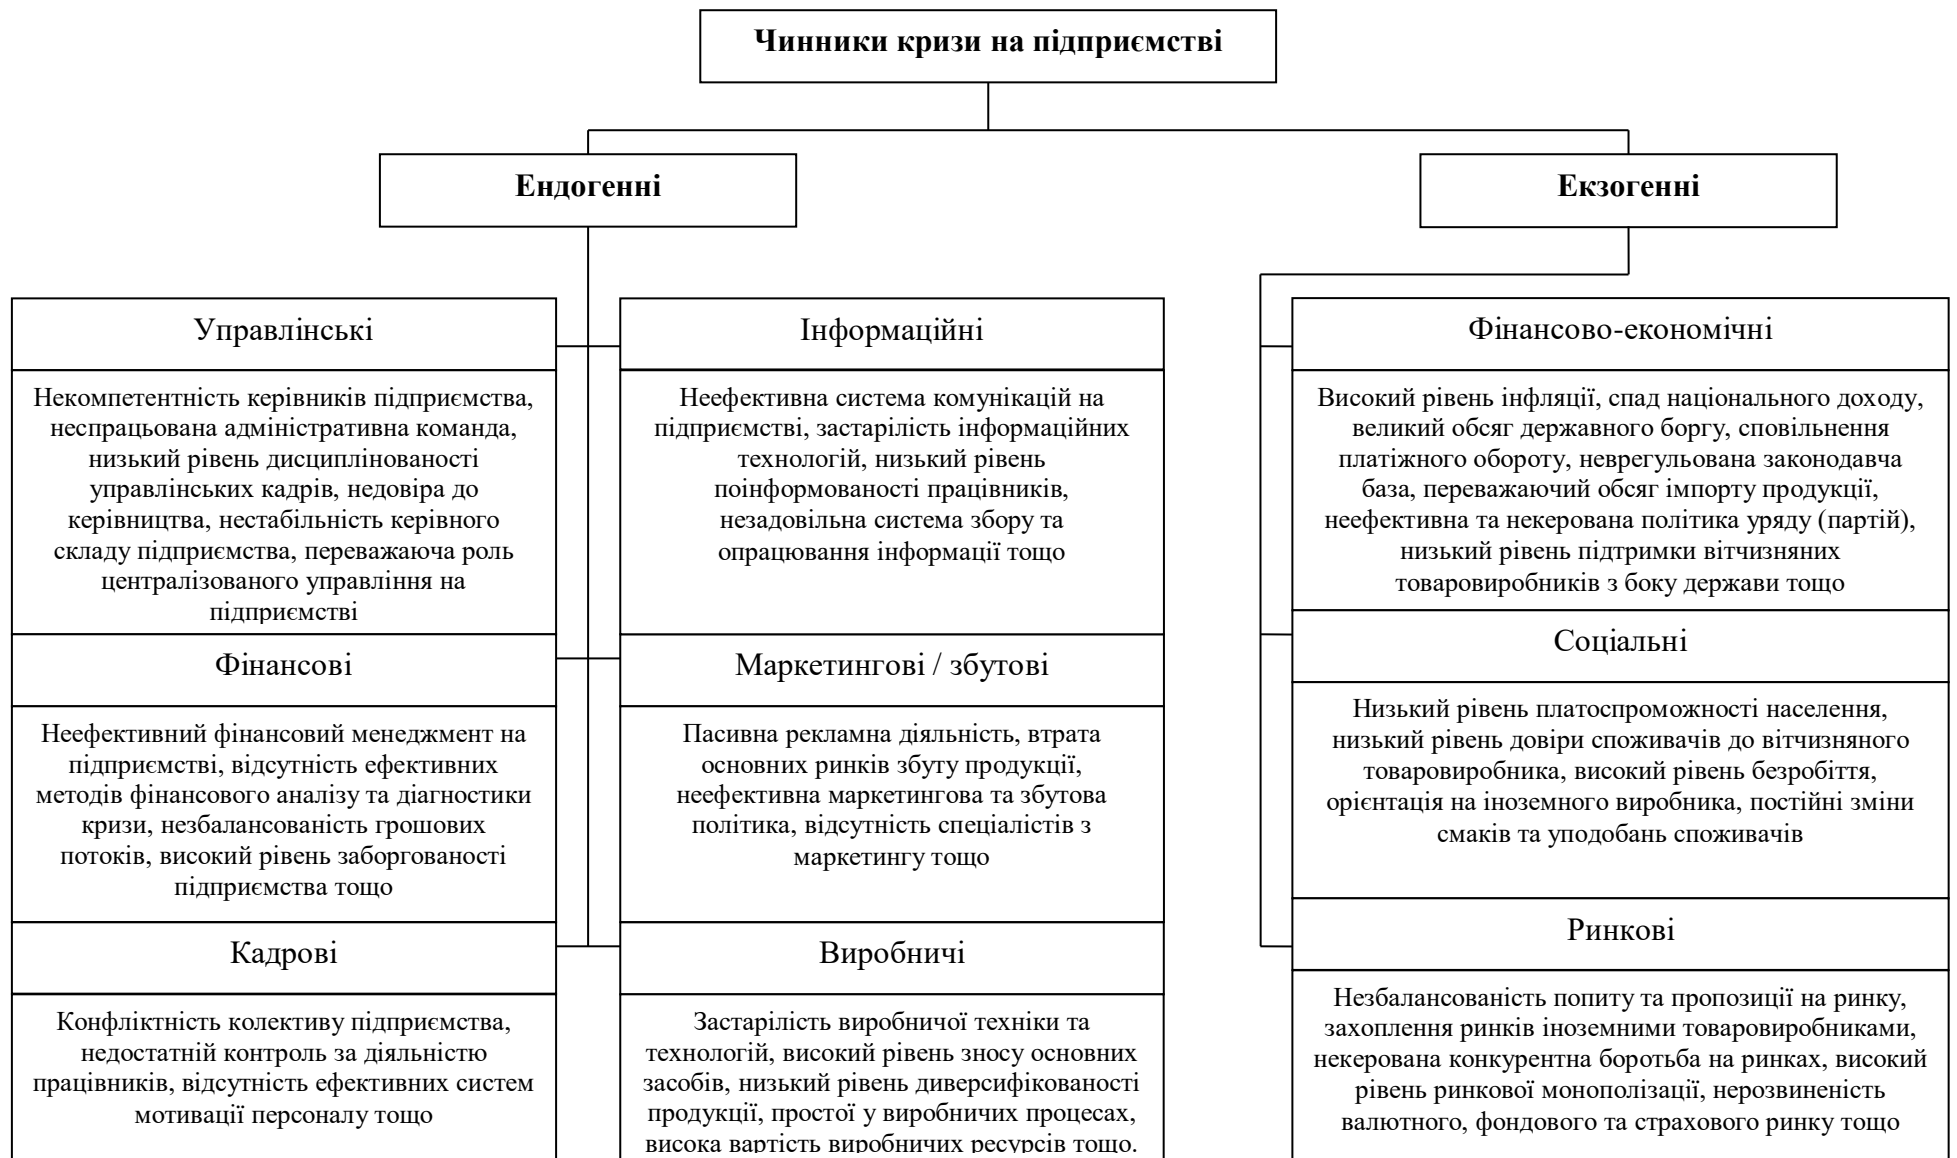 Чинники кризи на підприємстві
Ендогенні
Екзогенні
Управлінські
Некомпетентність керівників підприємства,
неспрацьована адміністративна команда,
низький рівень дисциплінованості
управлінських кадрів, недовіра до
керівництва, нестабільність керівного
складу підприємства, переважаюча роль
централізованого управління на
підприємстві
Фінансові
Неефективний фінансовий менеджмент на
підприємстві, відсутність ефективних
методів фінансового аналізу та діагностики
кризи, незбалансованість грошових
потоків, високий рівень заборгованості
підприємства тощо
Кадрові
Конфліктність колективу підприємства,
недостатній контроль за діяльністю
працівників, відсутність ефективних систем
мотивації персоналу тощо
Інформаційні
Неефективна система комунікацій на
підприємстві, застарілість інформаційних
технологій, низький рівень
поінформованості працівників,
незадовільна система збору та
опрацювання інформації тощо
Маркетингові / збутові
Пасивна рекламна діяльність, втрата
основних ринків збуту продукції,
неефективна маркетингова та збутова
політика, відсутність спеціалістів з
маркетингу тощо
Виробничі
Застарілість виробничої техніки та
технологій, високий рівень зносу основних
засобів, низький рівень диверсифікованості
продукції, простої у виробничих процесах,
висока вартість виробничих ресурсів тощо.
Фінансово-економічні
Високий рівень інфляції, спад національного доходу,
великий обсяг державного боргу, сповільнення
платіжного обороту, неврегульована законодавча
база, переважаючий обсяг імпорту продукції,
неефективна та некерована політика уряду (партій),
низький рівень підтримки вітчизняних
товаровиробників з боку держави тощо
Соціальні
Низький рівень платоспроможності населення,
низький рівень довіри споживачів до вітчизняного
товаровиробника, високий рівень безробіття,
орієнтація на іноземного виробника, постійні зміни
смаків та уподобань споживачів
Ринкові
Незбалансованість попиту та пропозиції на ринку,
захоплення ринків іноземними товаровиробниками,
некерована конкурентна боротьба на ринках, високий
рівень ринкової монополізації, нерозвиненість
валютного, фондового та страхового ринку тощо